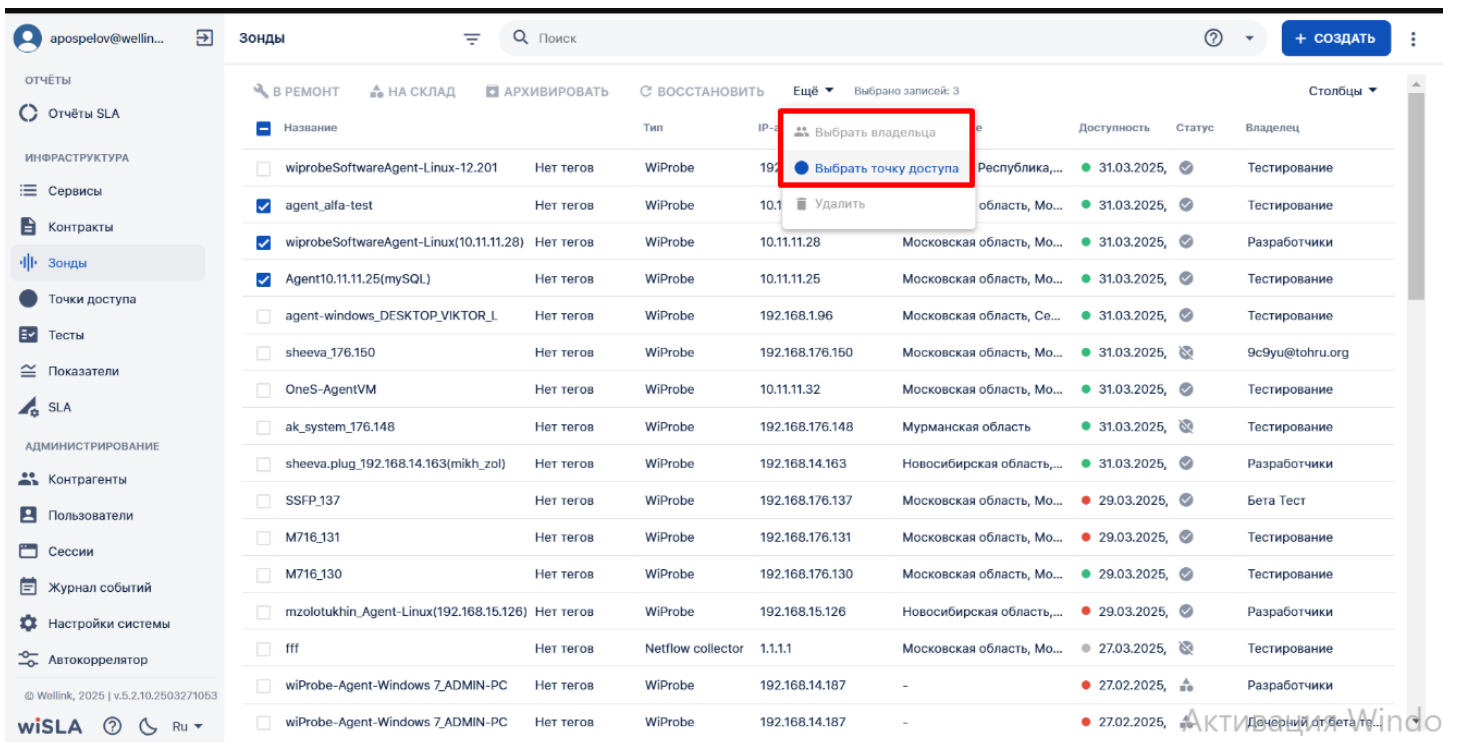 apospelov@wellin...
Зонды
Поиск
+ СОЗДАТЬ
ОТЧЁТЫ
Отчёты SLA
ИНФРАСТРУКТУРА
Сервисы
Контракты
Зонды
Точки доступа
Тесты
Показатели
SLA
АДМИНИСТРИРОВАНИЕ
Контрагенты
Пользователи
Сессии
Журнал событий
Настройки системы
Автокоррелятор
© Wellink, 2025 | v.5.2.10.2503271053
wiSLA Ru
В РЕМОНТ НА СКЛАД АРХИВИРОВАТЬ ВОССТАНОВИТЬ Ещё Выбрано записей: 3 Столбцы
Название Тип IP-а е Доступность Статус Владелец
Выбрать владельца
Выбрать точку доступа
Удалить
wiprobeSoftwareAgent-Linux-12.201 Нет тегов WiProbe 192 Республика,... 31.03.2025, Тестирование
agent_alfa-test Нет тегов WiProbe 10.1 область, Мо... 31.03.2025, Тестирование
wiprobeSoftwareAgent-Linux(10.11.11.28) Нет тегов WiProbe 10.11.11.28 Московская область, Мо... 31.03.2025, Разработчики
Agent10.11.11.25(mySQL) Нет тегов WiProbe 10.11.11.25 Московская область, Мо... 31.03.2025, Тестирование
agent-windows_DESKTOP_VIKTOR_L Нет тегов WiProbe 192.168.1.96 Московская область, Се... 31.03.2025, Тестирование
sheeva_176.150 Нет тегов WiProbe 192.168.176.150 Московская область, Мо... 31.03.2025, 9c9yu@tohru.org
OneS-AgentVM Нет тегов WiProbe 10.11.11.32 Московская область, Мо... 31.03.2025, Тестирование
ak_system_176.148 Нет тегов WiProbe 192.168.176.148 Мурманская область 31.03.2025, Тестирование
sheeva.plug_192.168.14.163(mikh_zol) Нет тегов WiProbe 192.168.14.163 Новосибирская область,... 31.03.2025, Разработчики
SSFP_137 Нет тегов WiProbe 192.168.176.137 Московская область, Мо... 29.03.2025, Бета Тест
M716_131 Нет тегов WiProbe 192.168.176.131 Московская область, Мо... 29.03.2025, Тестирование
M716_130 Нет тегов WiProbe 192.168.176.130 Московская область, Мо... 29.03.2025, Тестирование
mzolotukhin_Agent-Linux(192.168.15.126) Нет тегов WiProbe 192.168.15.126 Новосибирская область,... 29.03.2025, Разработчики
fff Нет тегов Netflow collector 1.1.1.1 Московская область, Мо... 27.03.2025, Тестирование
wiProbe-Agent-Windows 7_ADMIN-PC Нет тегов WiProbe 192.168.14.187 - 27.02.2025, Разработчики
wiProbe-Agent-Windows 7_ADMIN-PC Нет тегов WiProbe 192.168.14.187 - 27.02.2025, Дочерний от бета те...
Активация Windo